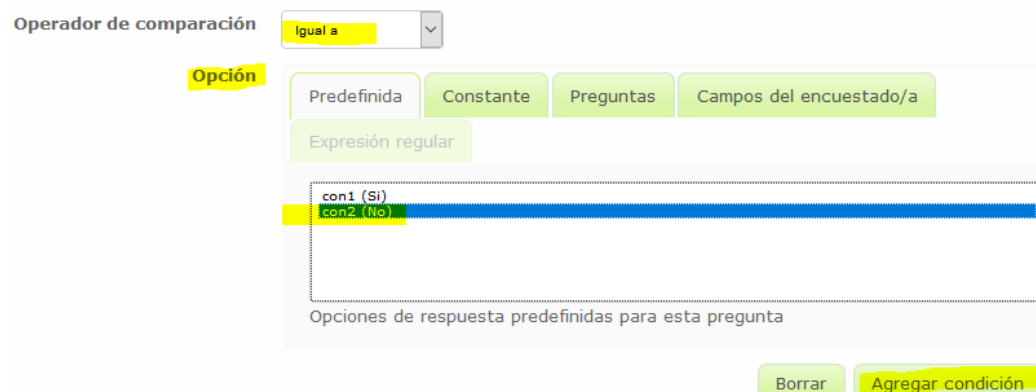 Operador de comparación Igual a
Opción
Predefinida Constante Preguntas Campos del encuestado/a
Expresión regular
con1 (Si)
con2 (No)
Opciones de respuesta predefinidas para esta pregunta
Borrar Agregar condición